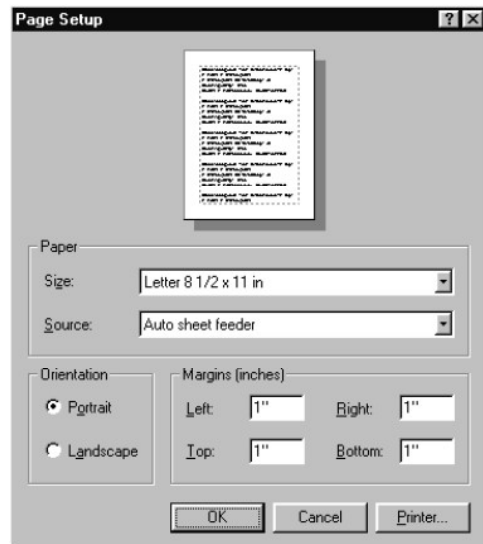 Page Setup
Paper
Size: Letter 8 1/2 x 11 in
Source: Auto sheet feeder
Orientation
Portrait
Landscape
Margins (inches)
Left: 1" Right: 1"
Top: 1" Bottom: 1"
OK Cancel Printer...